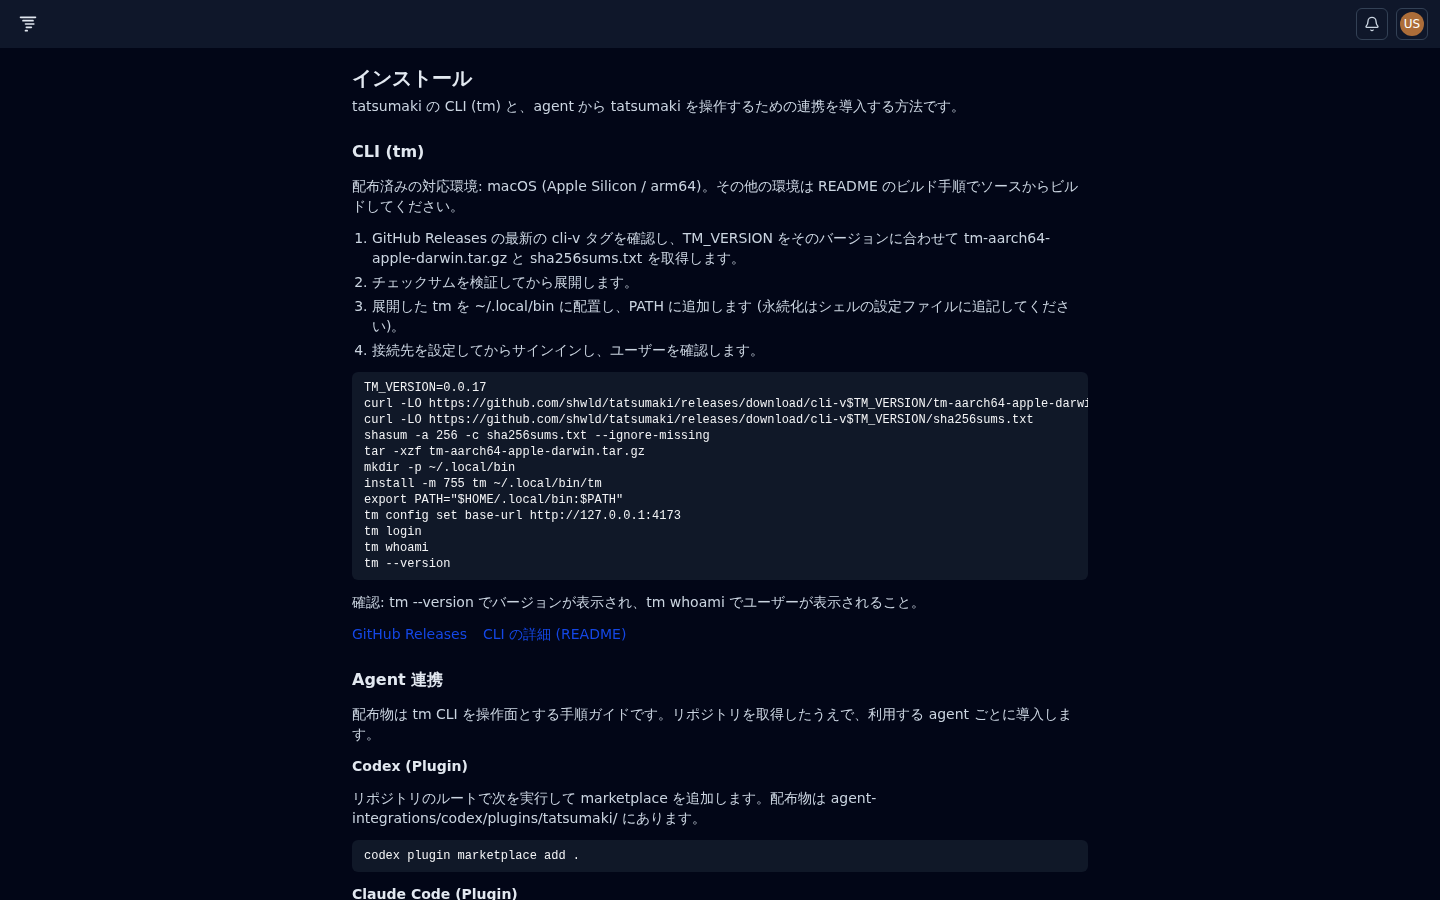 US
インストール
tatsumaki の CLI (tm) と、agent から tatsumaki を操作するための連携を導入する方法です。
CLI (tm)
配布済みの対応環境: macOS (Apple Silicon / arm64)。その他の環境は README のビルド手順でソースからビル
ドしてください。
1. GitHub Releases の最新の cli-v タグを確認し、TM_VERSION をそのバージョンに合わせて tm-aarch64-
apple-darwin.tar.gz と sha256sums.txt を取得します。
2. チェックサムを検証してから展開します。
3. 展開した tm を ~/.local/bin に配置し、PATH に追加します (永続化はシェルの設定ファイルに追記してくださ
い)。
4. 接続先を設定してからサインインし、ユーザーを確認します。
TM_VERSION=0.0.17
curl -LO https://github.com/shwld/tatsumaki/releases/download/cli-v$TM_VERSION/tm-aarch64-apple-darwi
curl -LO https://github.com/shwld/tatsumaki/releases/download/cli-v$TM_VERSION/sha256sums.txt
shasum -a 256 -c sha256sums.txt --ignore-missing
tar -xzf tm-aarch64-apple-darwin.tar.gz
mkdir -p ~/.local/bin
install -m 755 tm ~/.local/bin/tm
export PATH="$HOME/.local/bin:$PATH"
tm config set base-url http://127.0.0.1:4173
tm login
tm whoami
tm --version
確認: tm --version でバージョンが表示され、tm whoami でユーザーが表示されること。
GitHub Releases CLI の詳細 (README)
Agent 連携
配布物は tm CLI を操作面とする手順ガイドです。リポジトリを取得したうえで、利用する agent ごとに導入しま
す。
Codex (Plugin)
リポジトリのルートで次を実行して marketplace を追加します。配布物は agent-
integrations/codex/plugins/tatsumaki/ にあります。
codex plugin marketplace add .
Claude Code (Plugin)